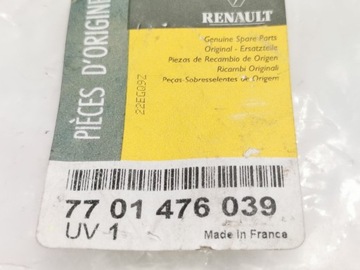 PIÈCES D'ORIGINE
RENAULT
Genuine Spare Parts
Original - Ersatzteile
Piezas de Recambio de Origen
Ricambi Originali
Peças Sobresselentes de Origem
22EG09Z
77 01 476 039
UV 1
Made In France